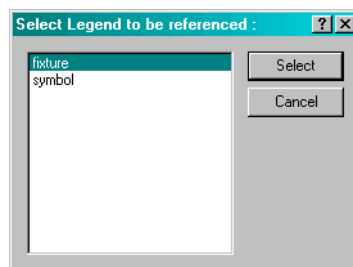 Select Legend to be referenced :
fixture
symbol
Select
Cancel